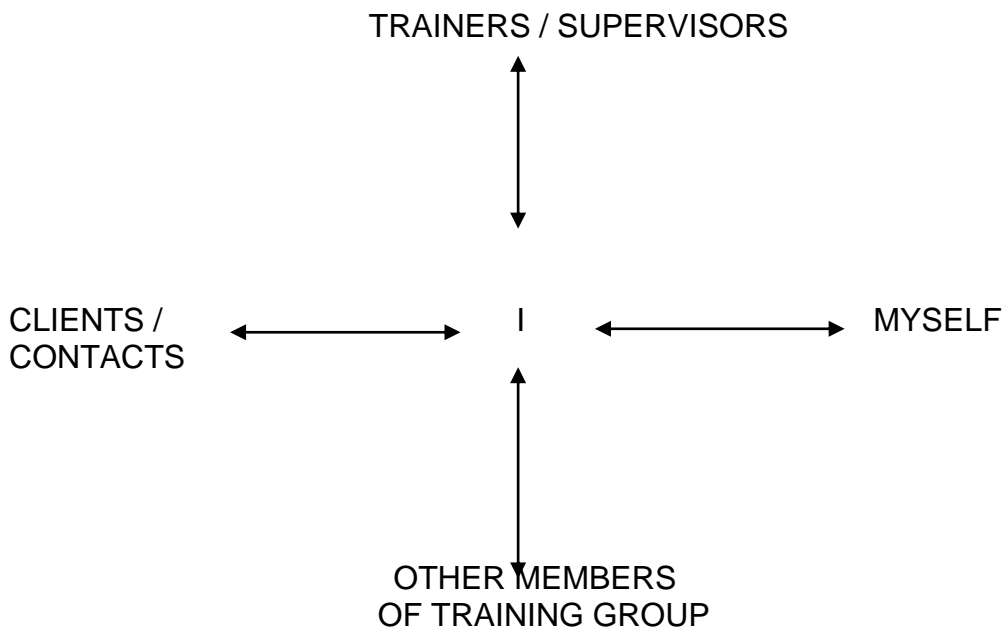 TRAINERS / SUPERVISORS
CLIENTS /
CONTACTS
I
MYSELF
OTHER MEMBERS
OF TRAINING GROUP